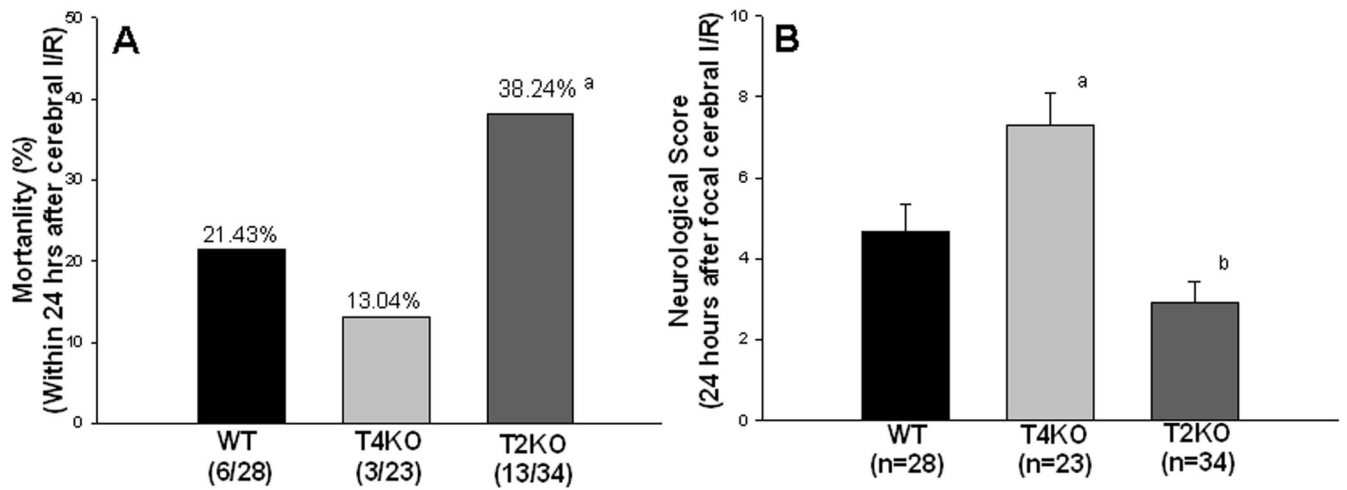 A
Mortanlity (%)
(Within 24 hrs after cerebral I/R)
50
40
30
20
10
0
21.43%
13.04%
38.24% a
WT
(6/28)
T4KO
(3/23)
T2KO
(13/34)
B
Neurological Score
(24 hours after focal cerebral I/R)
10
8
6
4
2
0
a
b
WT
(n=28)
T4KO
(n=23)
T2KO
(n=34)